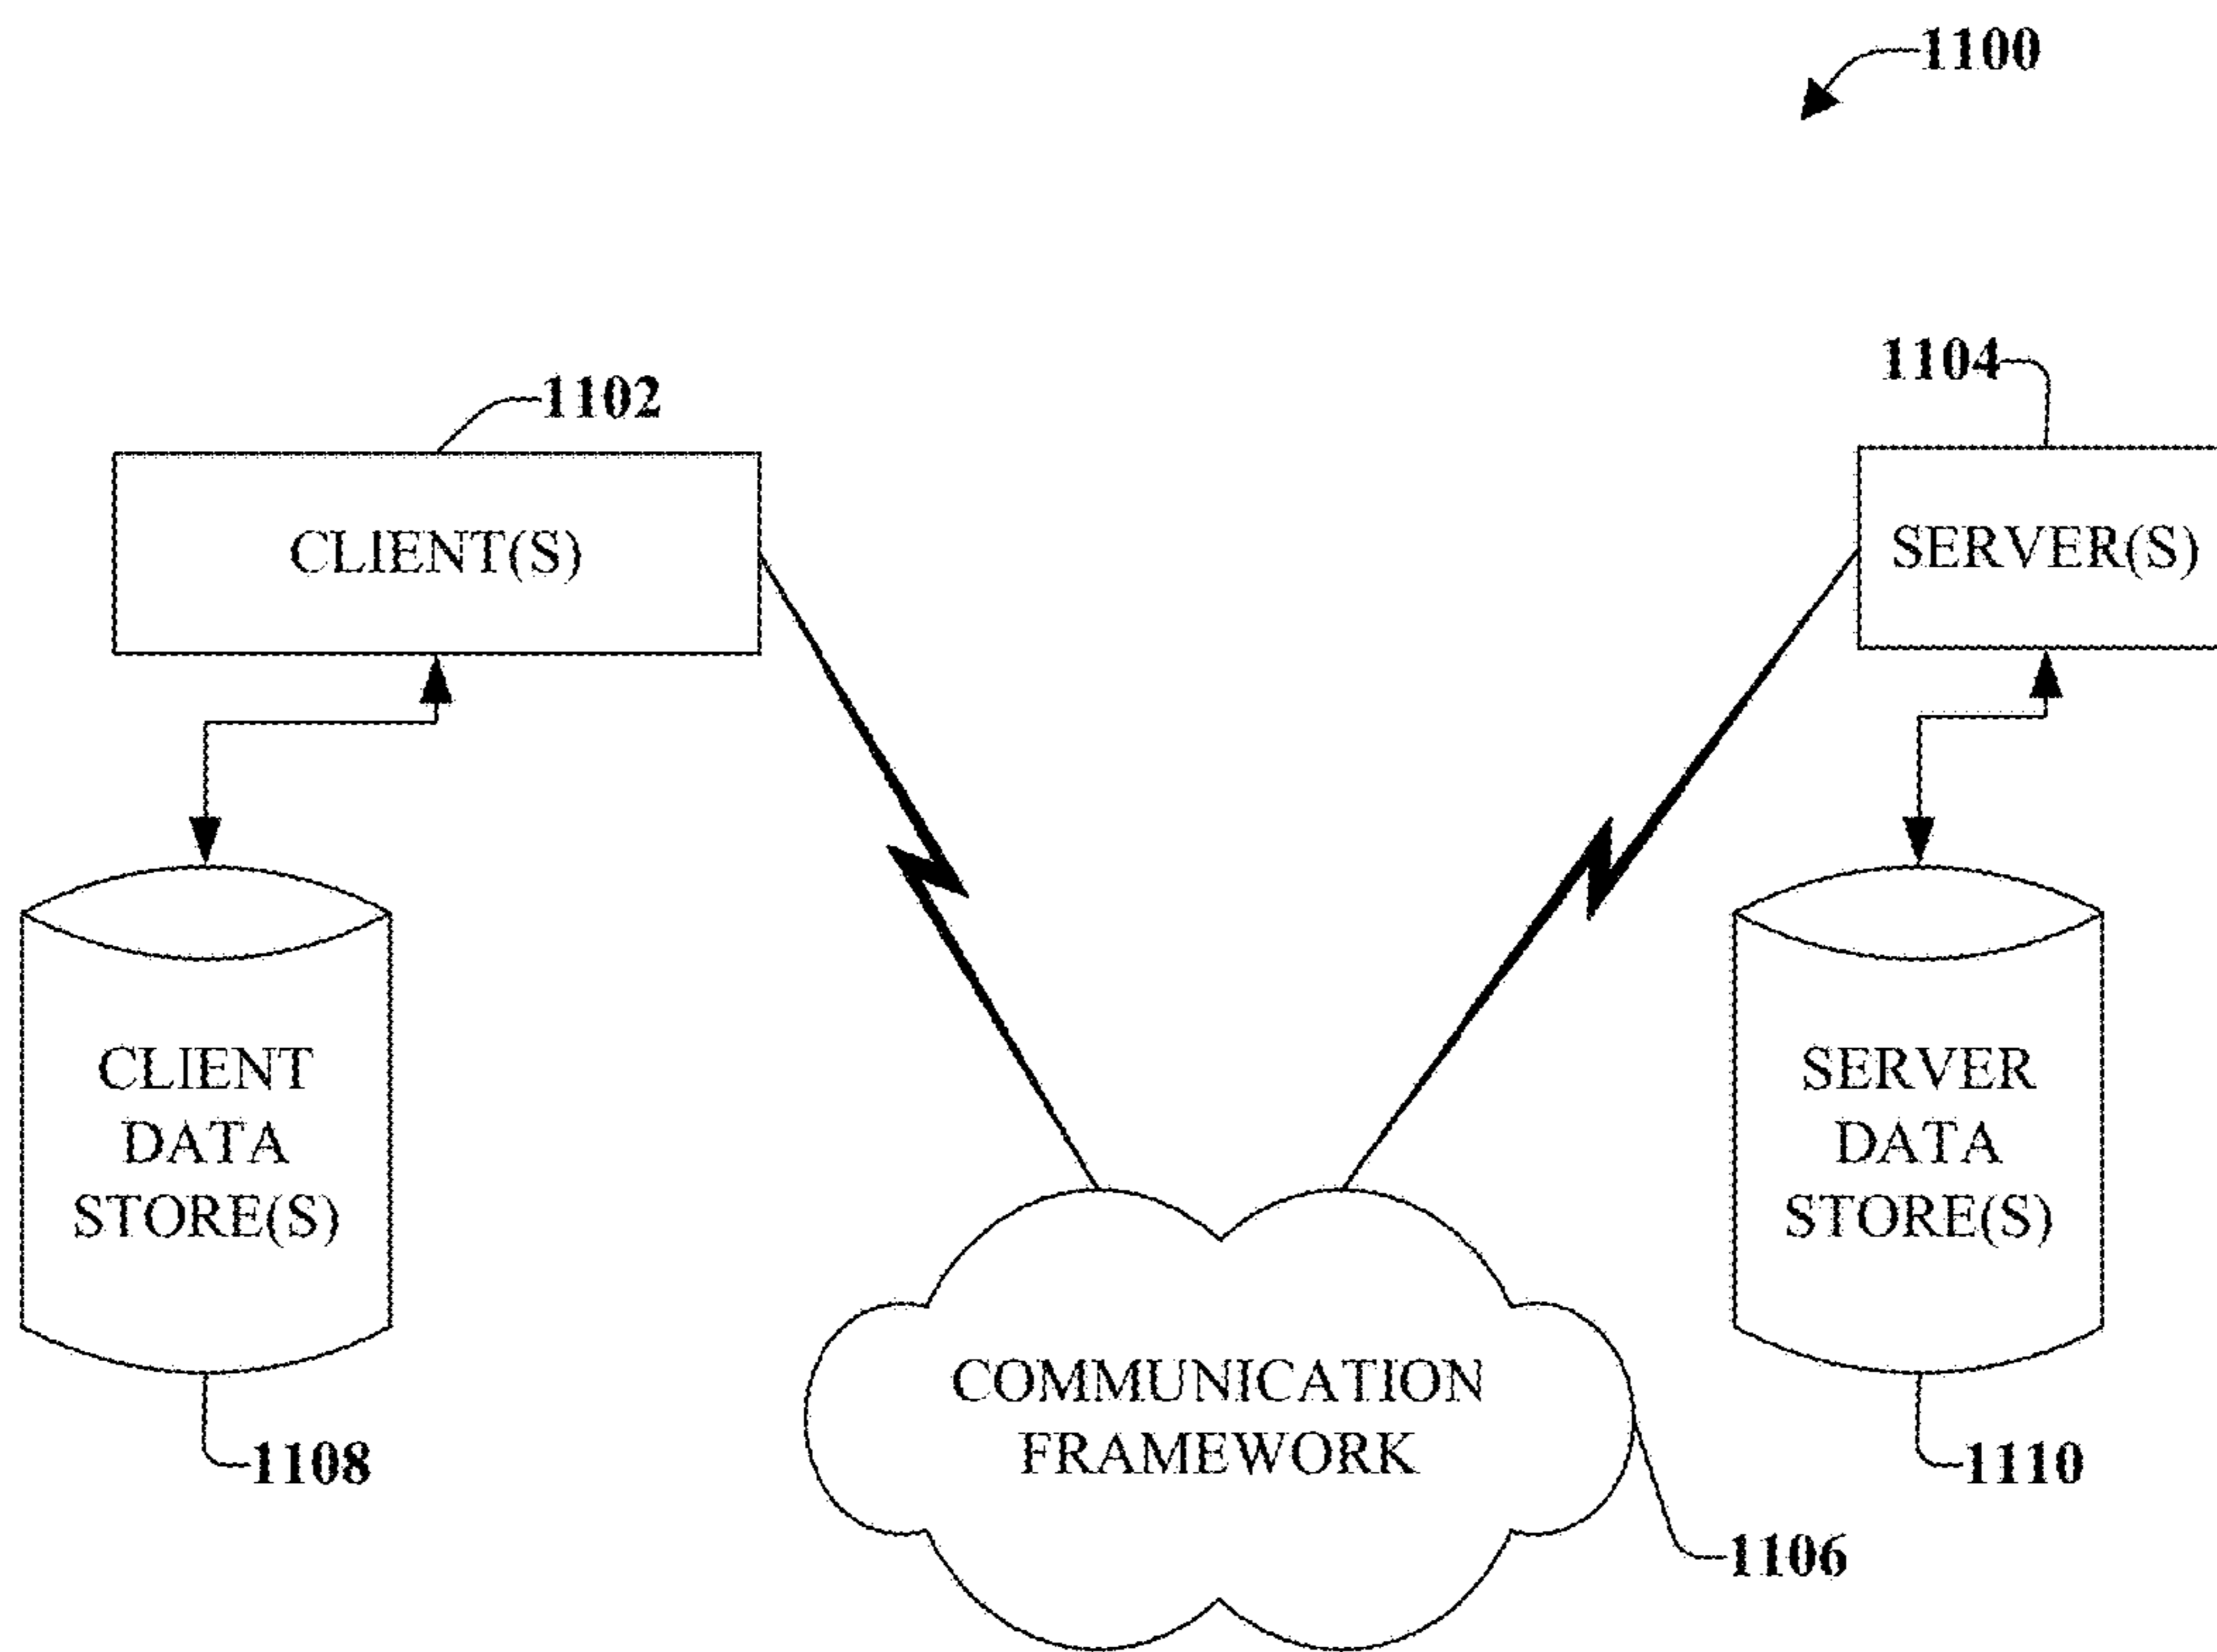 1100
1102
1104
CLIENT(S)
SERVER(S)
CLIENT
DATA
STORE(S)
SERVER
DATA
STORE(S)
COMMUNICATION
FRAMEWORK
1108
1110
1106